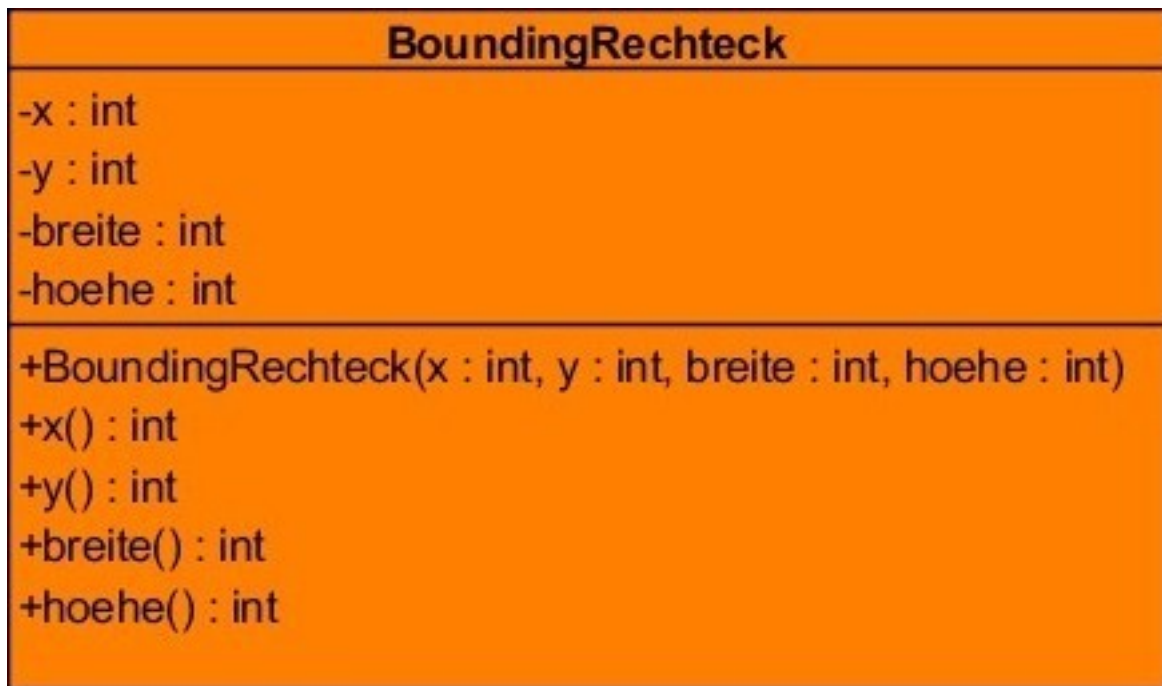 BoundingRechteck
-x : int
-y : int
-breite : int
-hoehe : int
+BoundingRechteck(x : int, y : int, breite : int, hoehe : int)
+x() : int
+y() : int
+breite() : int
+hoehe() : int